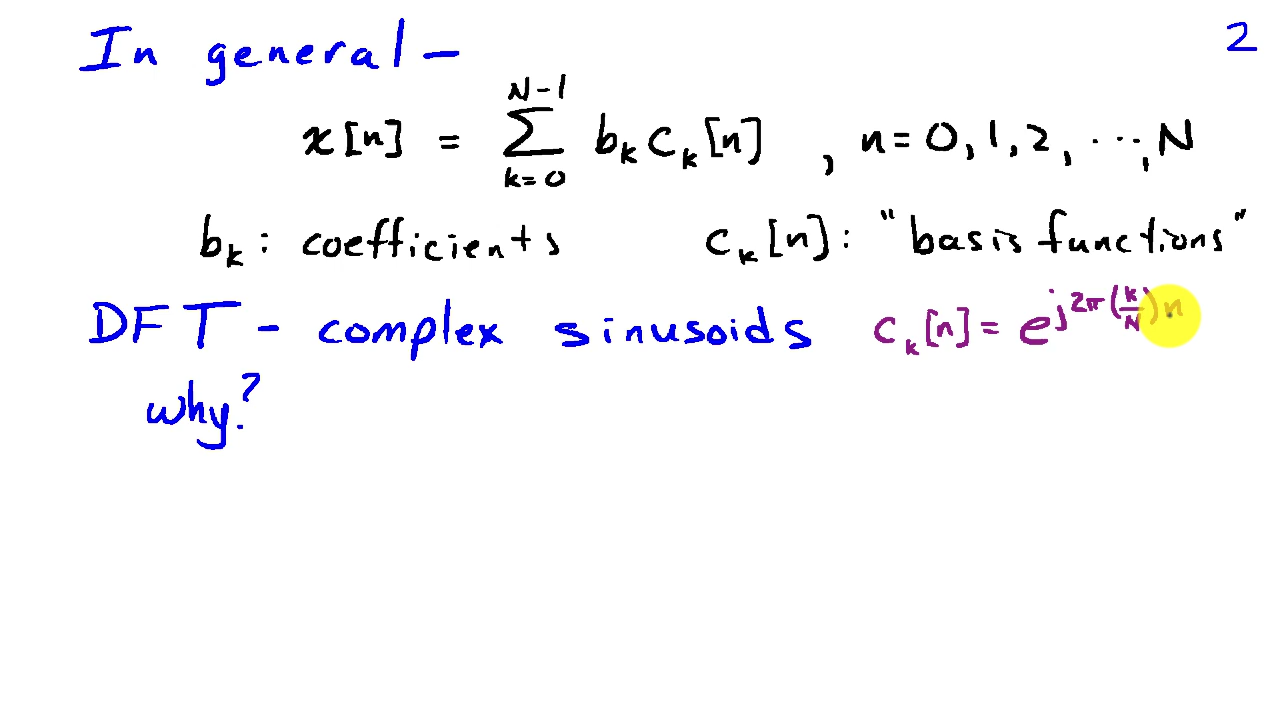 In general – 2
x[n] = ∑_{k=0}^{N-1} b_k c_k[n] , n=0,1,2, ..., N
b_k : coefficients c_k[n] : "basis functions"
DFT – complex sinusoids c_k[n] = e^{j2π(k/N)n}
why?